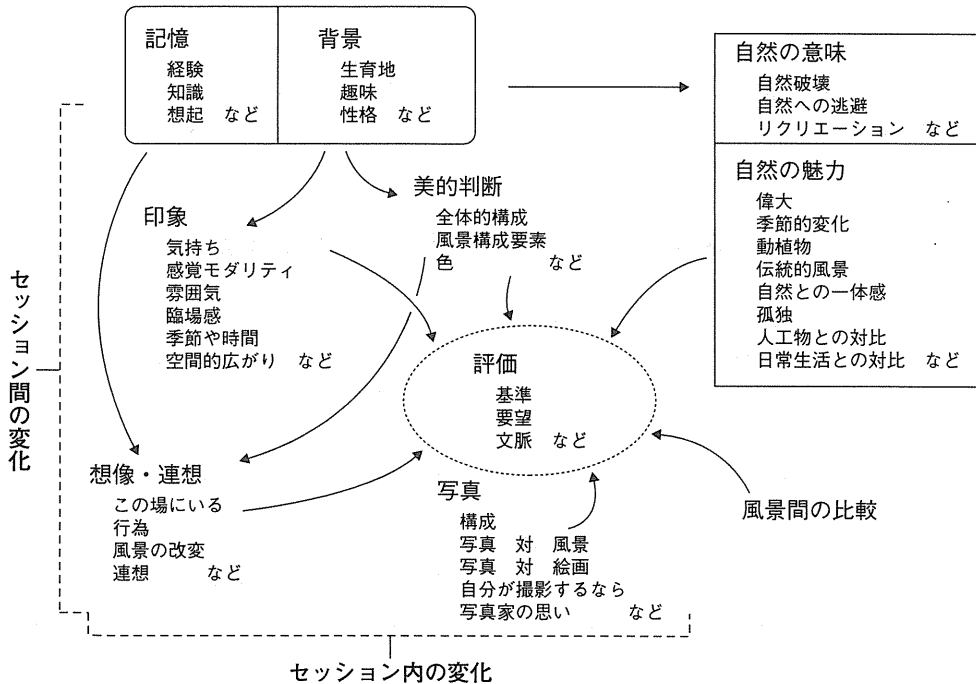 記憶
経験
知識
想起 など
背景
生育地
趣味
性格 など
自然の意味
自然破壊
自然への逃避
リクリエーション など
自然の魅力
偉大
季節的変化
動植物
伝統的風景
自然との一体感
孤独
人工物との対比
日常生活との対比 など
美的判断
全体的構成
風景構成要素
色 など
印象
気持ち
感覚モダリティ
雰囲気
臨場感
季節や時間
空間的広がり など
評価
基準
要望
文脈 など
想像・連想
この場にいる
行為
風景の改変
連想 など
写真
構成
写真 対 風景
写真 対 絵画
自分が撮影するなら
写真家の思い など
風景間の比較
セッション間の変化
セッション内の変化